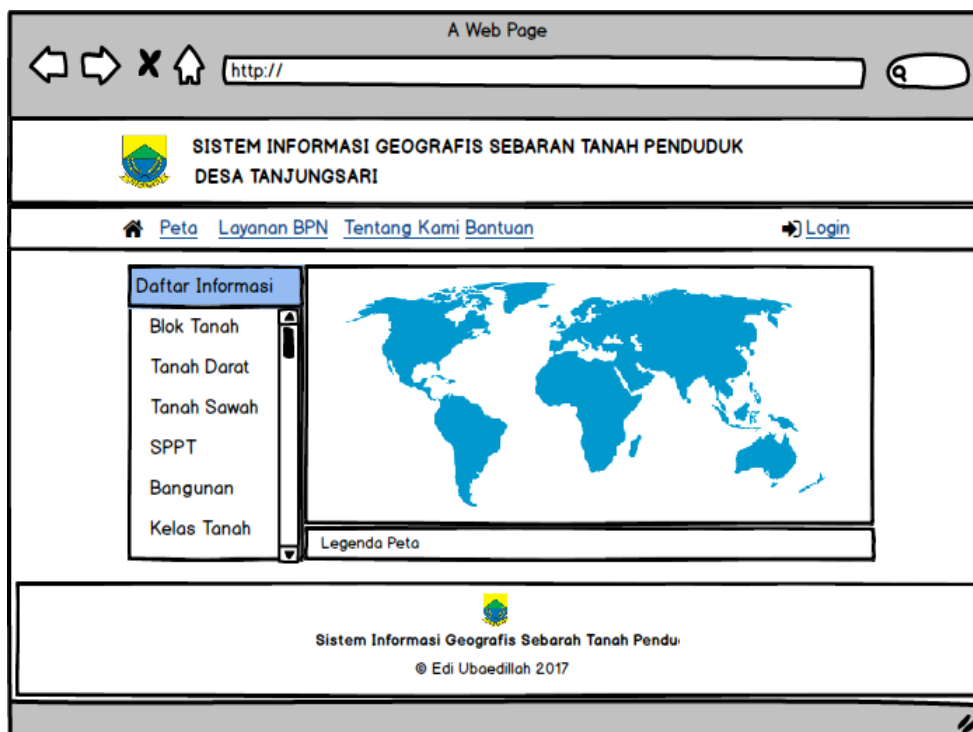 A Web Page
http://
SISTEM INFORMASI GEOGRAFIS SEBARAN TANAH PENDUDUK
DESA TANJUNGSARI
Peta Layanan BPN Tentang Kami Bantuan Login
Daftar Informasi
Blok Tanah
Tanah Darat
Tanah Sawah
SPPT
Bangunan
Kelas Tanah
Legenda Peta
Sistem Informasi Geografis Sebarah Tanah Pendu
© Edi Ubaedillah 2017